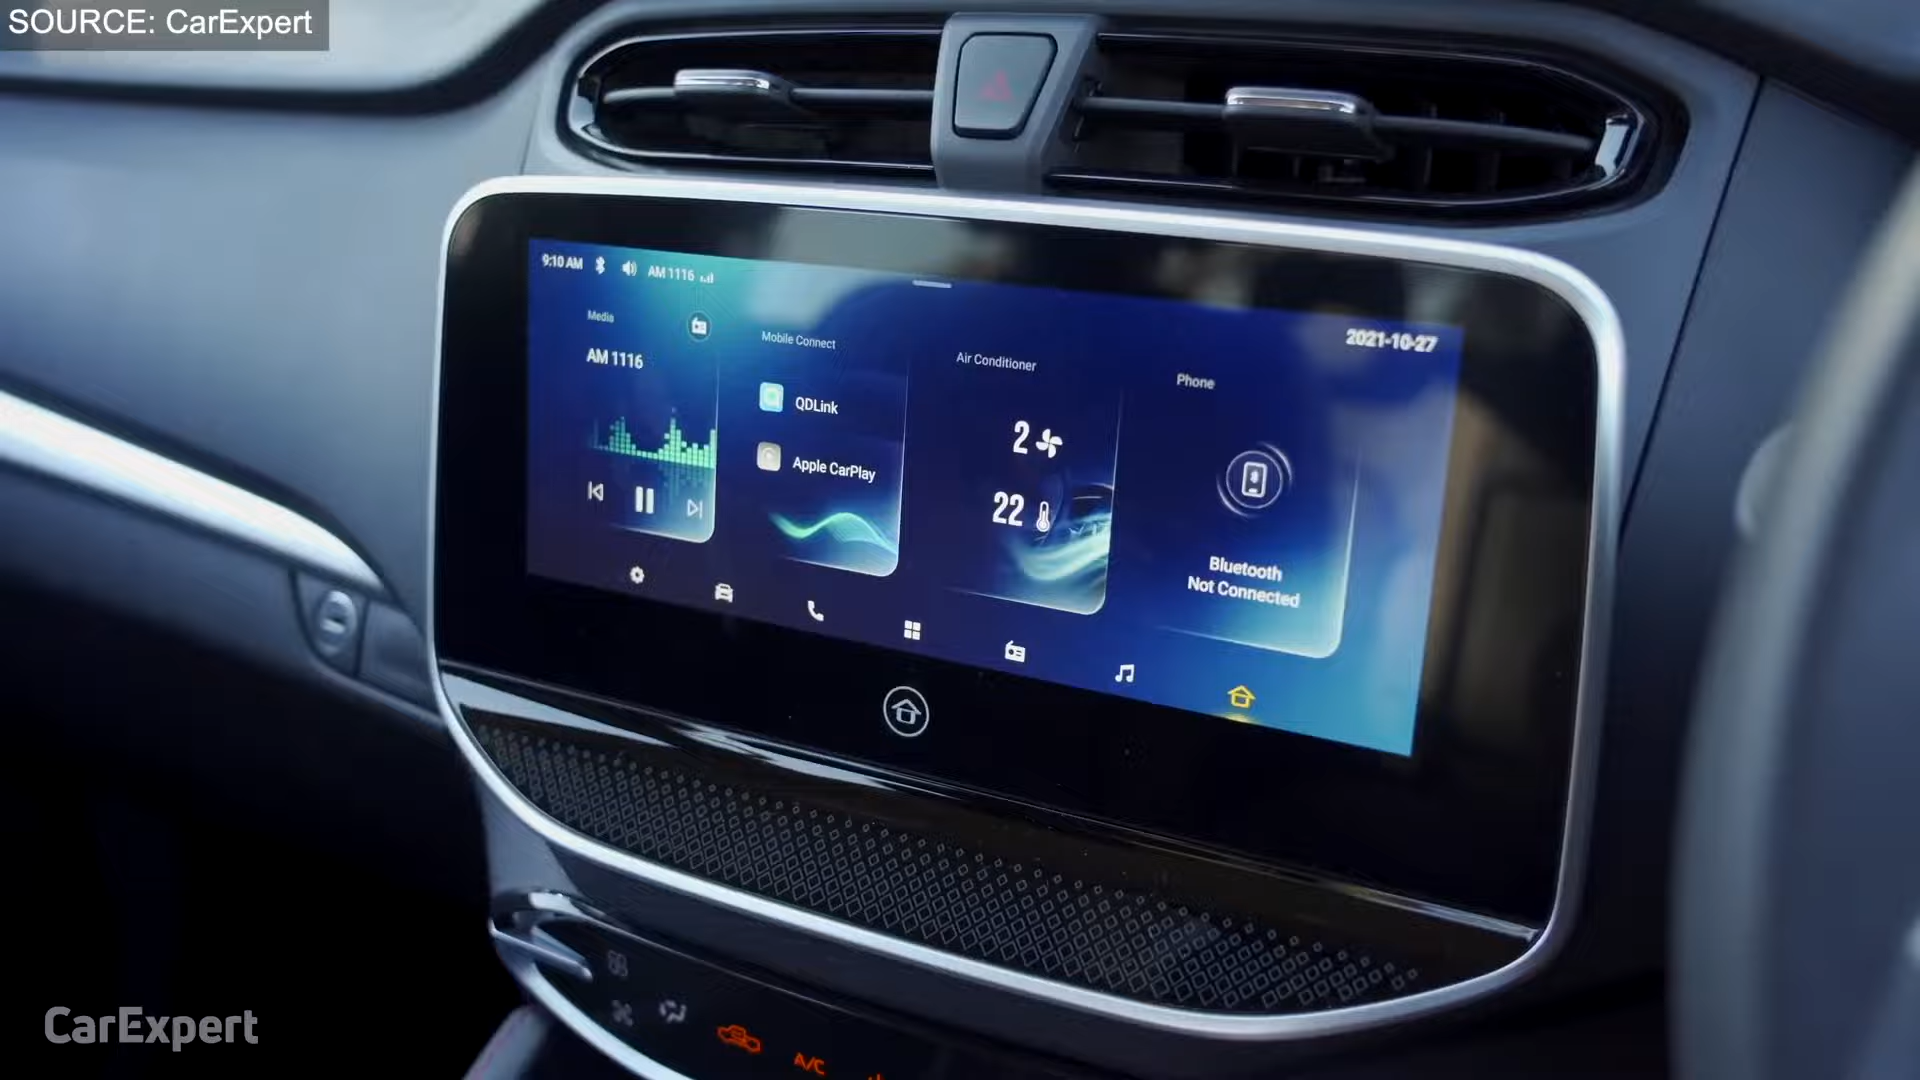 SOURCE: CarExpert
9:10 AM AM 1116
2021-10-27
Media
AM 1116
Mobile Connect
QDLink
Apple CarPlay
Air Conditioner
2
22
Phone
Bluetooth
Not Connected
A/C
CarExpert